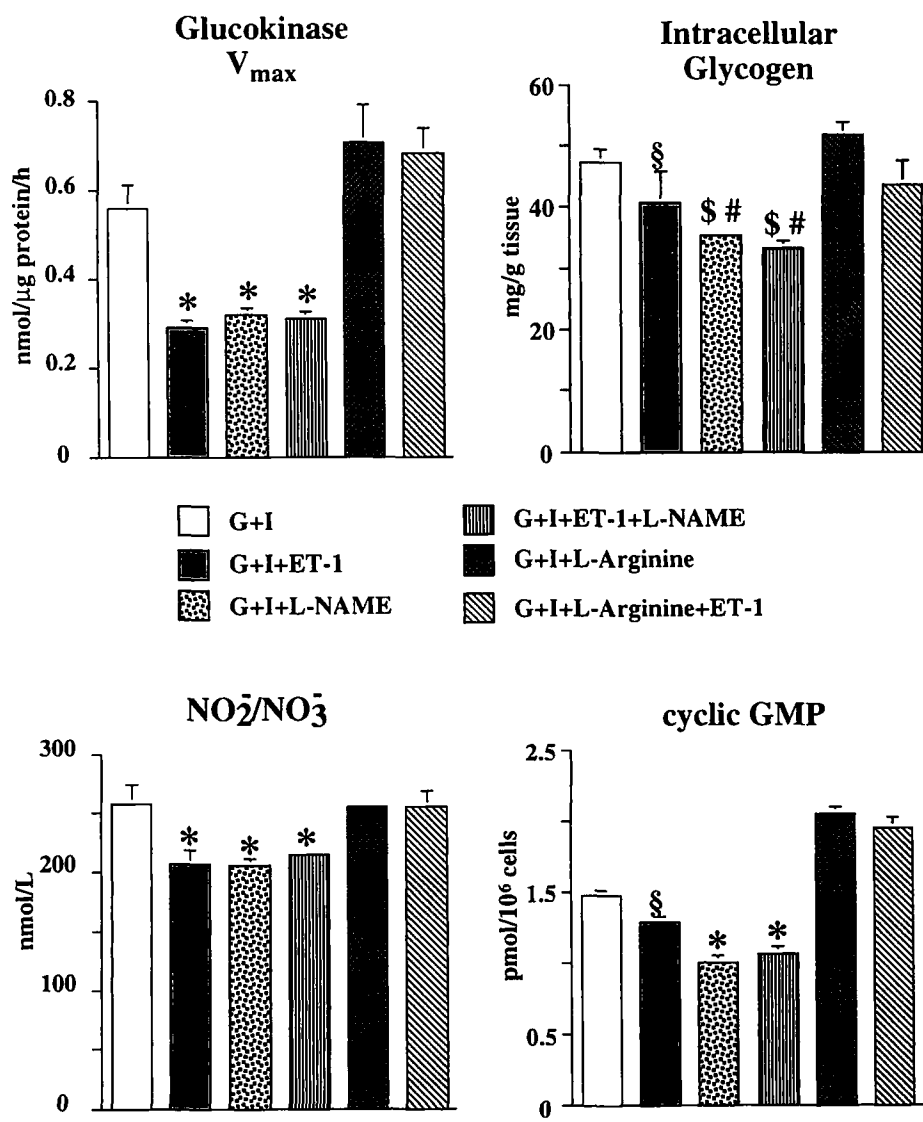 Glucokinase
V_max
nmol/µg protein/h
0.8
0.6
0.4
0.2
0
* * *
Intracellular
Glycogen
mg/g tissue
60
40
20
0
§ $ # $ #
G+I
G+I+ET-1
G+I+L-NAME
G+I+ET-1+L-NAME
G+I+L-Arginine
G+I+L-Arginine+ET-1
NO₂⁻/NO₃⁻
nmol/L
300
200
100
0
* * *
cyclic GMP
pmol/10⁶ cells
2.5
1.5
0.5
0
§ * *